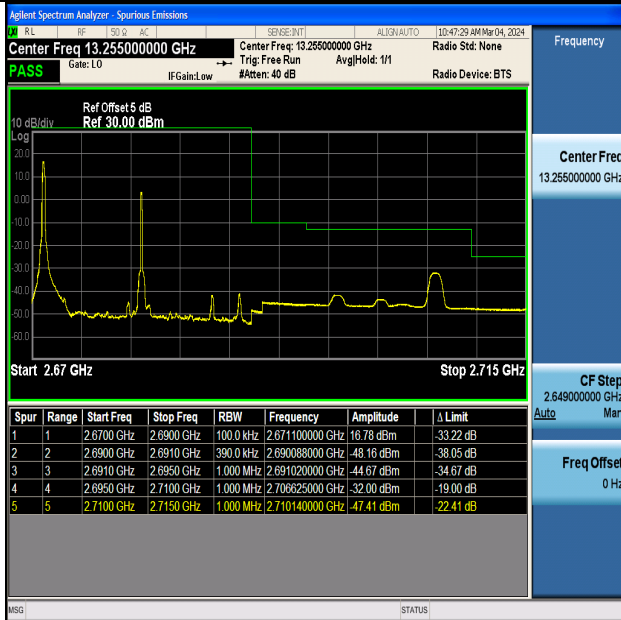 Agilent Spectrum Analyzer - Spurious Emissions
RL RF 50 Ω AC SENSE:INT ALIGN AUTO 10:47:29 AM Mar 04, 2024
Center Freq 13.255000000 GHz
Center Freq: 13.255000000 GHz
Radio Std: None
PASS Gate: LO
Trig: Free Run Avg|Hold: 1/1
IFGain:Low
#Atten: 40 dB
Radio Device: BTS
Ref Offset 5 dB
10 dB/div Ref 30.00 dBm
Log
20.0
10.0
0.00
-10.0
-20.0
-30.0
-40.0
-50.0
-60.0
Start 2.67 GHz Stop 2.715 GHz
Spur Range Start Freq Stop Freq RBW Frequency Amplitude Δ Limit
1 1 2.6700 GHz 2.6900 GHz 100.0 kHz 2.671100000 GHz 16.78 dBm -33.22 dB
2 2 2.6900 GHz 2.6910 GHz 390.0 kHz 2.690088000 GHz -48.16 dBm -38.05 dB
3 3 2.6910 GHz 2.6950 GHz 1.000 MHz 2.691020000 GHz -44.67 dBm -34.67 dB
4 4 2.6950 GHz 2.7100 GHz 1.000 MHz 2.706625000 GHz -32.00 dBm -19.00 dB
5 5 2.7100 GHz 2.7150 GHz 1.000 MHz 2.710140000 GHz -47.41 dBm -22.41 dB
Frequency
Center Freq
13.255000000 GHz
CF Step
2.649000000 GHz
Auto Man
Freq Offset
0 Hz
MSG STATUS